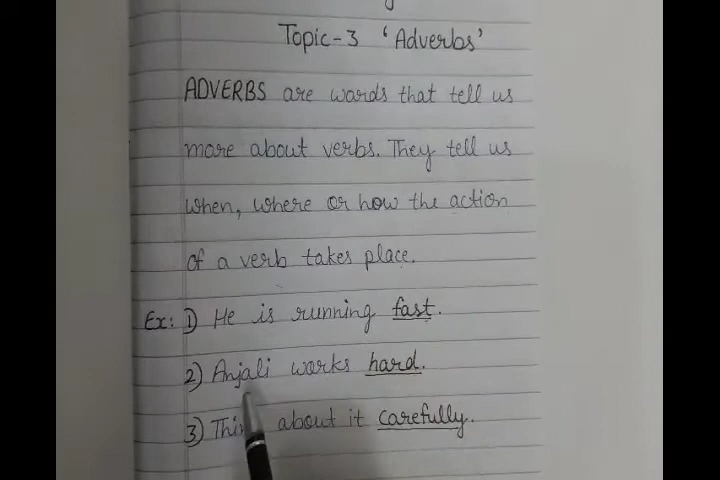 Topic-3 'Adverbs'
ADVERBS are words that tell us
more about verbs. They tell us
when, where or how the action
of a verb takes place.
Ex: 1) He is running fast.
2) Anjali works hard.
3) about it carefully.